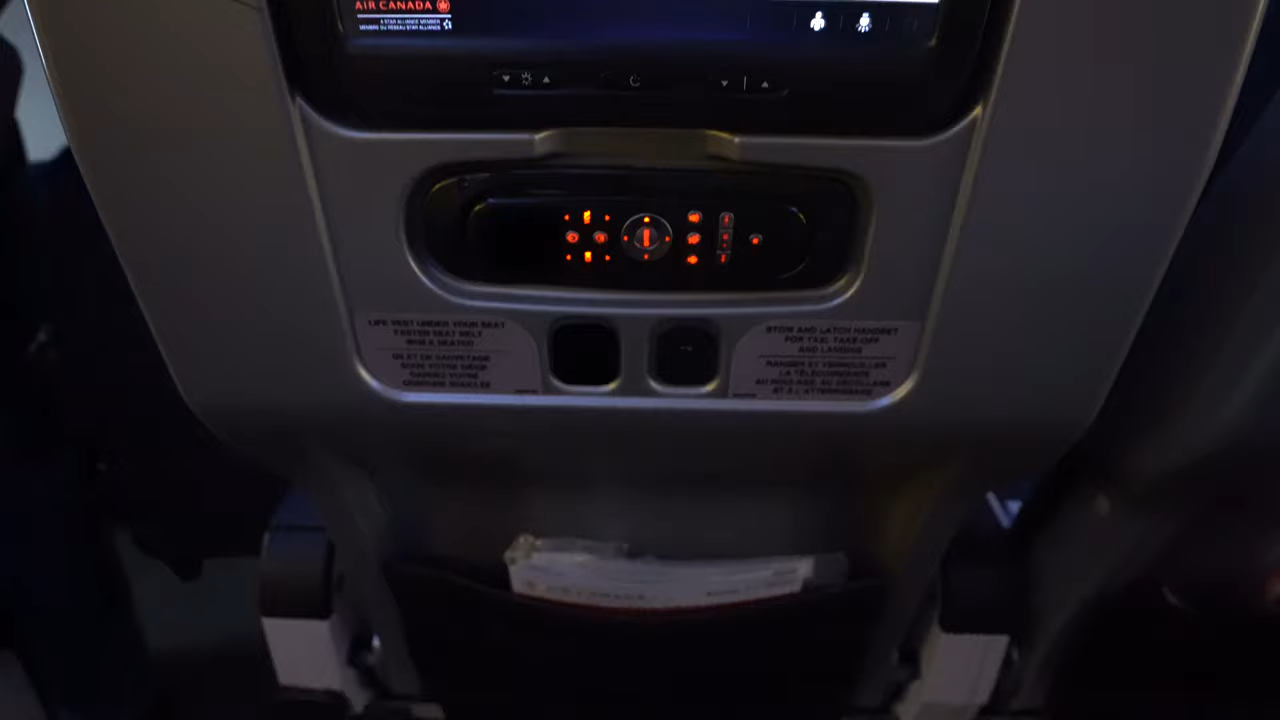 AIR CANADA
A STAR ALLIANCE MEMBER
MEMBRE DU RÉSEAU STAR ALLIANCE
LIFE VEST UNDER YOUR SEAT
FASTEN SEAT BELT
WHILE SEATED
GILET DE SAUVETAGE
SOUS VOTRE SIÈGE
GARDEZ VOTRE
CEINTURE BOUCLÉE
STOW AND LATCH HANDSET
FOR TAXI, TAKE-OFF
AND LANDING
RANGER ET VERROUILLER
LA TÉLÉCOMMANDE
AU ROULAGE, AU DÉCOLLAGE
ET À L'ATTERRISSAGE